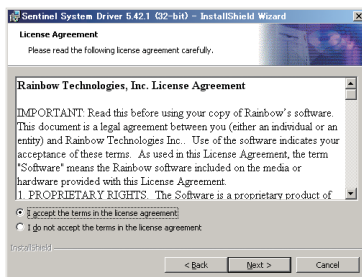 Sentinel System Driver 5.42.1 (32-bit) - InstallShield Wizard
License Agreement
Please read the following license agreement carefully.
Rainbow Technologies, Inc. License Agreement
IMPORTANT: Read this before using your copy of Rainbow's software.
This document is a legal agreement between you (either an individual or an
entity) and Rainbow Technologies Inc.. Use of the software indicates your
acceptance of these terms. As used in this License Agreement, the term
"Software" means the Rainbow software included on the media or
hardware provided with this License Agreement.
1. PROPRIETARY RIGHTS. The Software is a proprietary product of
I accept the terms in the license agreement
I do not accept the terms in the license agreement
InstallShield
< Back Next > Cancel